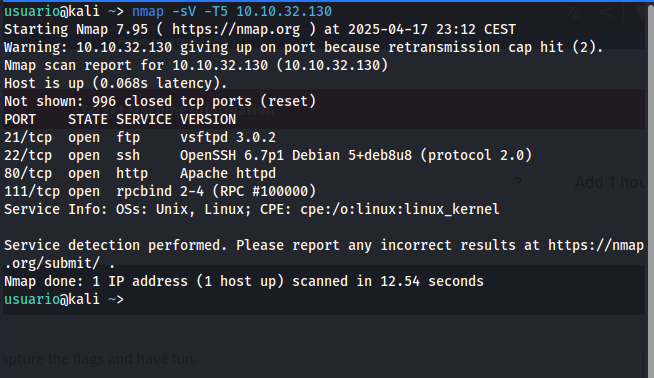 usuario@kali ~> nmap -sV -T5 10.10.32.130
Starting Nmap 7.95 ( https://nmap.org ) at 2025-04-17 23:12 CEST
Warning: 10.10.32.130 giving up on port because retransmission cap hit (2).
Nmap scan report for 10.10.32.130 (10.10.32.130)
Host is up (0.068s latency).
Not shown: 996 closed tcp ports (reset)
PORT    STATE SERVICE VERSION
21/tcp  open  ftp     vsftpd 3.0.2
22/tcp  open  ssh     OpenSSH 6.7p1 Debian 5+deb8u8 (protocol 2.0)
80/tcp  open  http    Apache httpd
111/tcp open  rpcbind 2-4 (RPC #100000)
? Add 1 hou
Service Info: OSs: Unix, Linux; CPE: cpe:/o:linux:linux_kernel

Service detection performed. Please report any incorrect results at https://nmap
.org/submit/ .
Nmap done: 1 IP address (1 host up) scanned in 12.54 seconds
usuario@kali ~>
apture the flags and have fun.